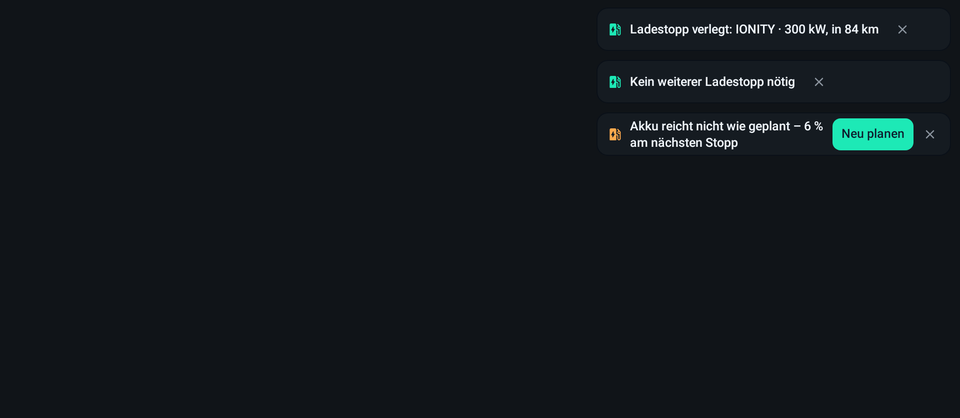 Ladestopp verlegt: IONITY · 300 kW, in 84 km
Kein weiterer Ladestopp nötig
Akku reicht nicht wie geplant – 6 %
am nächsten Stopp
Neu planen